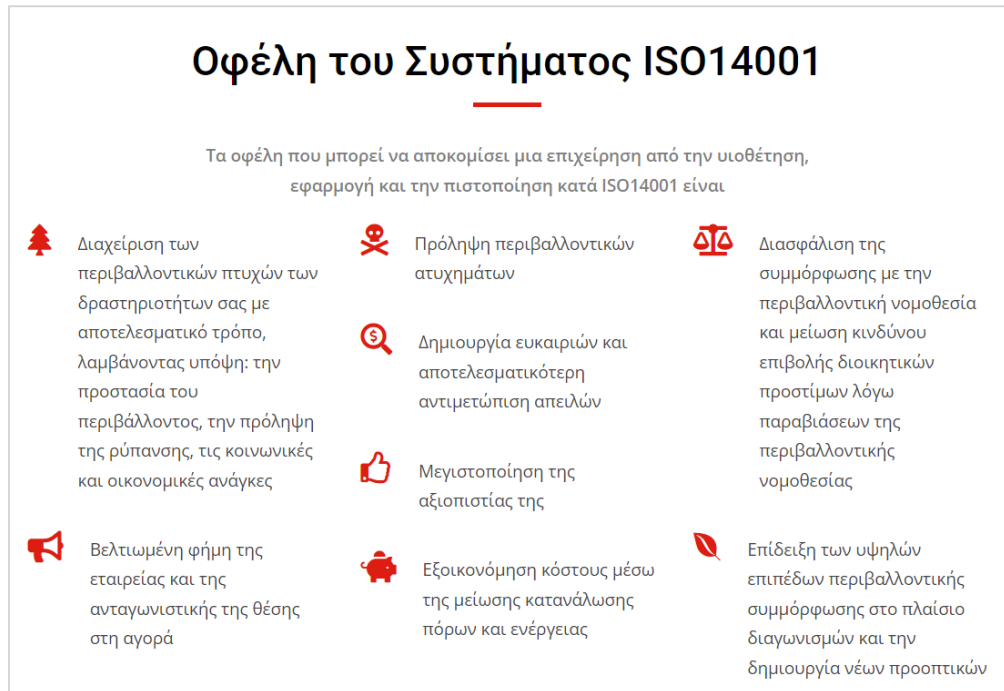 Οφέλη του Συστήματος ISO14001
Τα οφέλη που μπορεί να αποκομίσει μια επιχείρηση από την υιοθέτηση,
εφαρμογή και την πιστοποίηση κατά ISO14001 είναι
Διαχείριση των
περιβαλλοντικών πτυχών των
δραστηριοτήτων σας με
αποτελεσματικό τρόπο,
λαμβάνοντας υπόψη: την
προστασία του
περιβάλλοντος, την πρόληψη
της ρύπανσης, τις κοινωνικές
και οικονομικές ανάγκες
Βελτιωμένη φήμη της
εταιρείας και της
ανταγωνιστικής της θέσης
στη αγορά
Πρόληψη περιβαλλοντικών
ατυχημάτων
Δημιουργία ευκαιριών και
αποτελεσματικότερη
αντιμετώπιση απειλών
Μεγιστοποίηση της
αξιοπιστίας της
Εξοικονόμηση κόστους μέσω
της μείωσης κατανάλωσης
πόρων και ενέργειας
Διασφάλιση της
συμμόρφωσης με την
περιβαλλοντική νομοθεσία
και μείωση κινδύνου
επιβολής διοικητικών
προστίμων λόγω
παραβιάσεων της
περιβαλλοντικής
νομοθεσίας
Επίδειξη των υψηλών
επιπέδων περιβαλλοντικής
συμμόρφωσης στο πλαίσιο
διαγωνισμών και την
δημιουργία νέων προοπτικών